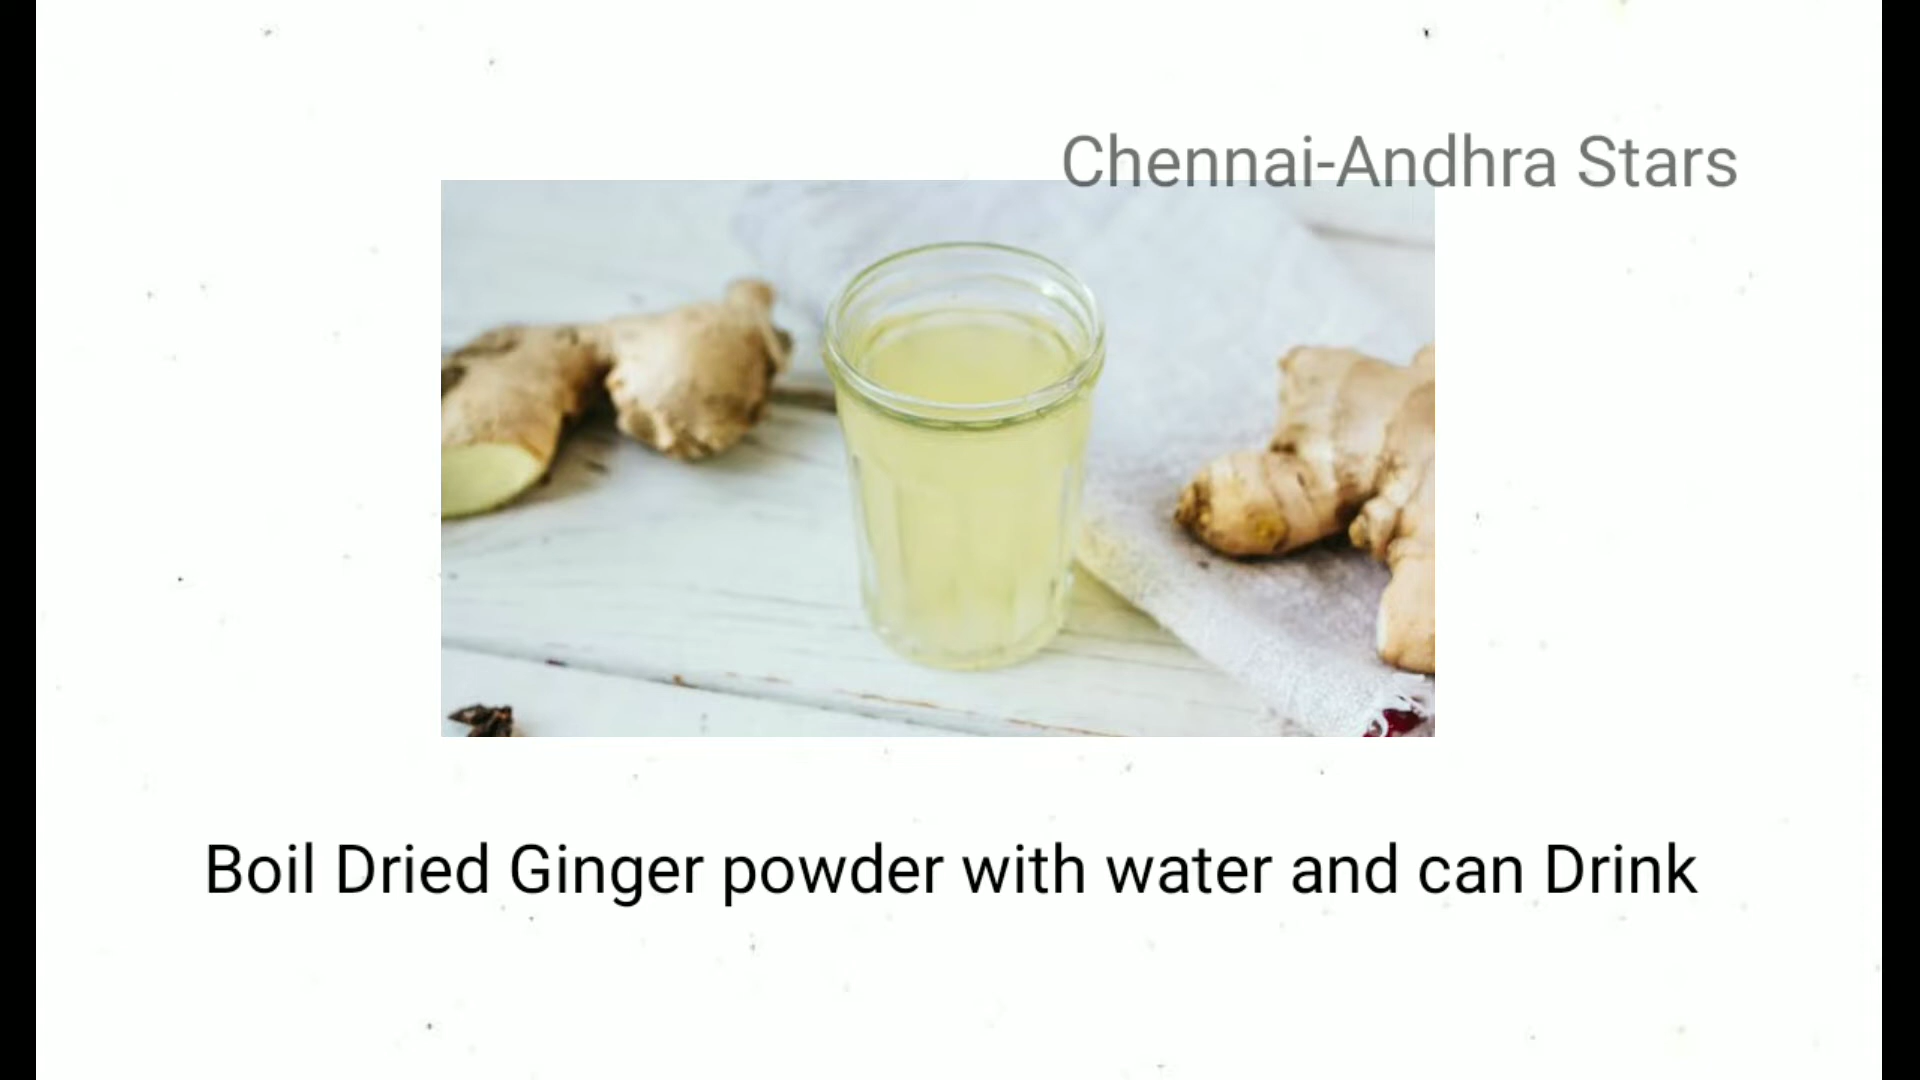 Chennai-Andhra Stars
Boil Dried Ginger powder with water and can Drink